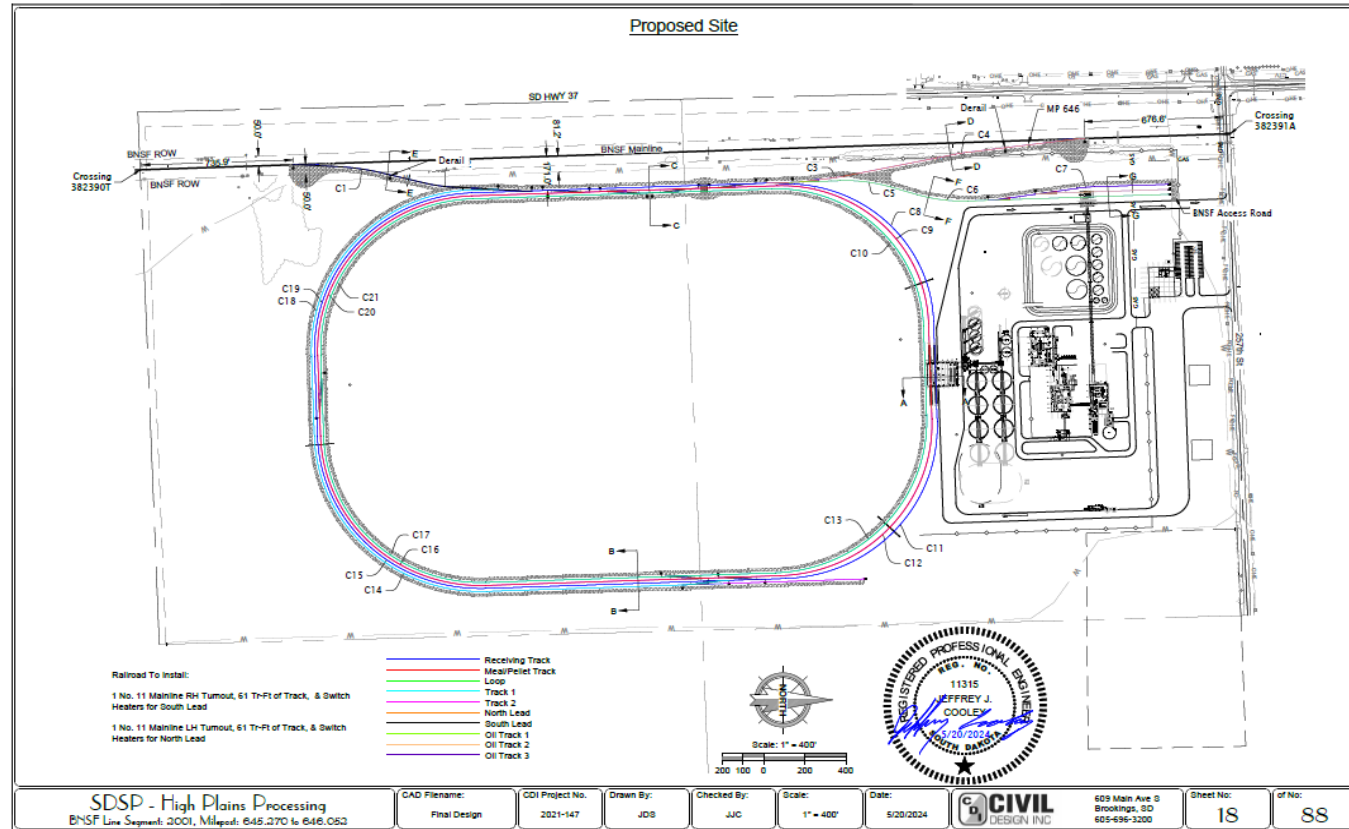 Proposed Site
SD HWY 37
Derail
MP 646
676.6'
Crossing
382391A
50.0'
81.2'
D
C4
BNSF ROW
735.9'
E
Derail
BNSF Mainline
C
C3
D
GAS
Crossing
382390T
BNSF ROW
C1
E
171.0'
F
C7
G
50.0'
C5
C6
F
G
BNSF Access Road
C
C8
C9
C10
GAS
C19
C18
C21
C20
257th St
A
A
C17
C16
C15
C14
C13
C11
C12
B
B
Railroad To Install:
1 No. 11 Mainline RH Turnout, 61 Tr-Ft of Track, & Switch
Heaters for South Lead
1 No. 11 Mainline LH Turnout, 61 Tr-Ft of Track, & Switch
Heaters for North Lead
Receiving Track
Meal/Pellet Track
Loop
Track 1
Track 2
North Lead
South Lead
Oil Track 1
Oil Track 2
Oil Track 3
NORTH
Scale: 1" = 400'
200 100 0 200 400
REGISTERED PROFESSIONAL ENGINEER
REG. NO.
11315
JEFFREY J.
COOLEY
5/20/2024
SOUTH DAKOTA
SDSP - High Plains Processing
BNSF Line Segment: 2001, Milepost: 645.270 to 646.052
CAD Filename:
Final Design
CDI Project No.
2021-147
Drawn By:
JDS
Checked By:
JJC
Scale:
1" = 400'
Date:
5/20/2024
CDI
CIVIL
DESIGN INC
609 Main Ave S
Brookings, SD
605-696-3200
Sheet No:
18
of No:
88